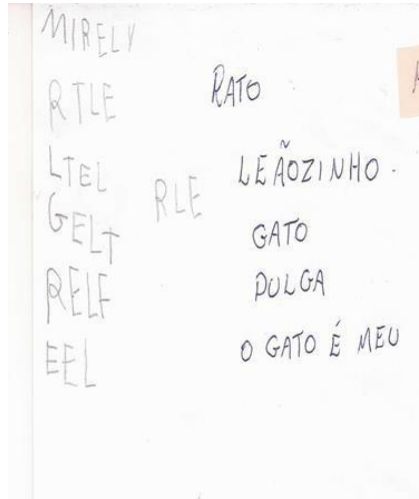 MIRELY
RTLE RATO
LTEL RLE LEÃOZINHO.
GELT GATO
RELF PULGA
EEL O GATO É MEU
A